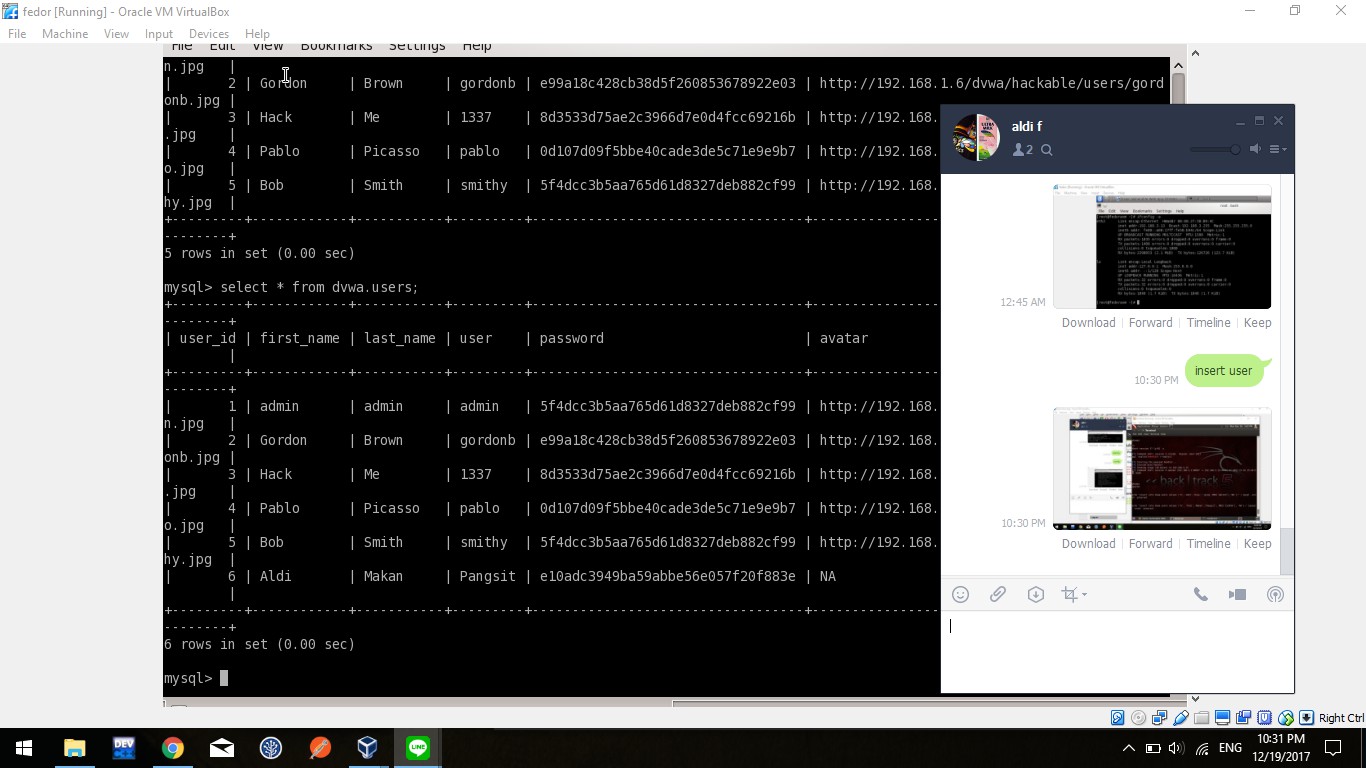 fedor [Running] - Oracle VM VirtualBox
File Machine View Input Devices Help
File Edit View Bookmarks Settings Help
n.jpg |
| 2 | Gordon | Brown | gordonb | e99a18c428cb38d5f260853678922e03 | http://192.168.1.6/dvwa/hackable/users/gord
onb.jpg |
| 3 | Hack | Me | 1337 | 8d3533d75ae2c3966d7e0d4fcc69216b | http://192.168.
.jpg |
| 4 | Pablo | Picasso | pablo | 0d107d09f5bbe40cade3de5c71e9e9b7 | http://192.168.
o.jpg |
| 5 | Bob | Smith | smithy | 5f4dcc3b5aa765d61d8327deb882cf99 | http://192.168.
hy.jpg |
5 rows in set (0.00 sec)
mysql> select * from dvwa.users;
| user_id | first_name | last_name | user | password | avatar
|
| 1 | admin | admin | admin | 5f4dcc3b5aa765d61d8327deb882cf99 | http://192.168.
n.jpg |
| 2 | Gordon | Brown | gordonb | e99a18c428cb38d5f260853678922e03 | http://192.168.
onb.jpg |
| 3 | Hack | Me | 1337 | 8d3533d75ae2c3966d7e0d4fcc69216b | http://192.168.
.jpg |
| 4 | Pablo | Picasso | pablo | 0d107d09f5bbe40cade3de5c71e9e9b7 | http://192.168.
o.jpg |
| 5 | Bob | Smith | smithy | 5f4dcc3b5aa765d61d8327deb882cf99 | http://192.168.
hy.jpg |
| 6 | Aldi | Makan | Pangsit | e10adc3949ba59abbe56e057f20f883e | NA
|
6 rows in set (0.00 sec)
mysql>
aldi f
2
12:45 AM
Download Forward Timeline Keep
insert user
10:30 PM
<< back | track
10:30 PM
Download Forward Timeline Keep
Right Ctrl
DEV
LINE
ENG
10:31 PM
12/19/2017